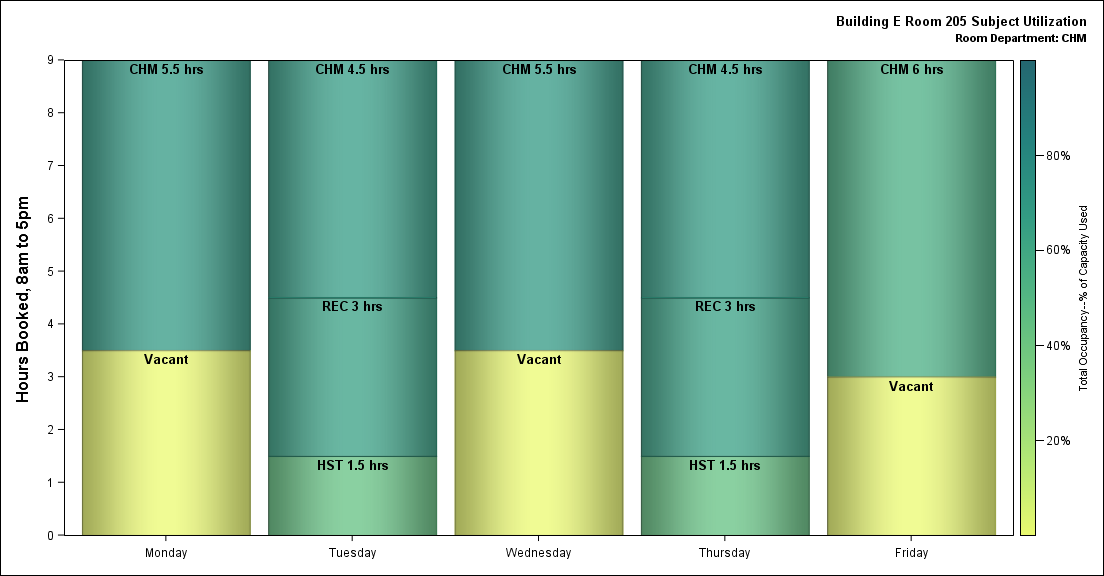 Building E Room 205 Subject Utilization
Room Department: CHM
Hours Booked, 8am to 5pm
9
8
7
6
5
4
3
2
1
0
CHM 5.5 hrs
Vacant
CHM 4.5 hrs
REC 3 hrs
HST 1.5 hrs
CHM 5.5 hrs
Vacant
CHM 4.5 hrs
REC 3 hrs
HST 1.5 hrs
CHM 6 hrs
Vacant
Monday
Tuesday
Wednesday
Thursday
Friday
80%
60%
40%
20%
Total Occupancy--% of Capacity Used